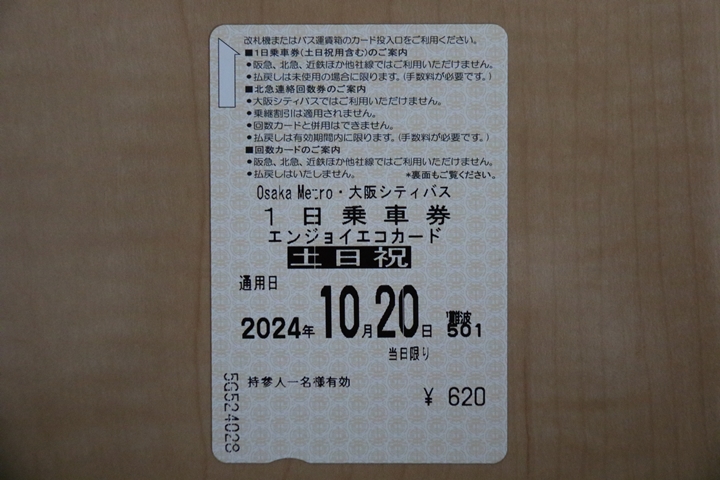 改札機またはバス運賃箱のカード投入口をご利用ください。
■1日乗車券(土日祝用含む)のご案内
●阪急、北急、近鉄ほか他社線ではご利用いただけません。
●払戻しは未使用の場合に限ります。(手数料が必要です。)
■北急連絡回数券のご案内
●大阪シティバスではご利用いただけません。
●乗継割引は適用されません。
●回数カードと併用はできません。
●払戻しは有効期間内に限ります。(手数料が必要です。)
■回数カードのご案内
●阪急、北急、近鉄ほか他社線ではご利用いただけません。
●払戻しはいたしません。 *裏面もご覧ください。
Osaka Metro・大阪シティバス
1日乗車券
エンジョイエコカード
土日祝
通用日
2024年10月20日 難波501
当日限り
持参人一名様有効
¥ 620
5G524028